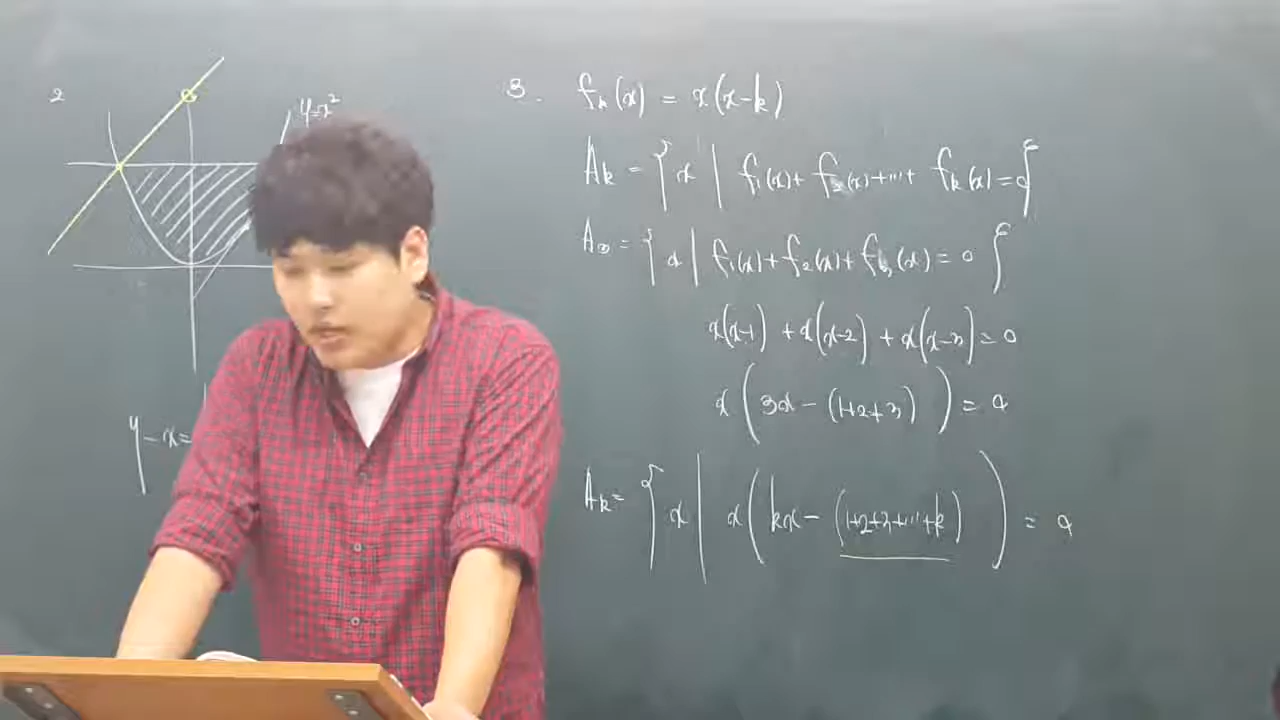 2
y=x²
y-x=
3. fₖ(x) = x(x-k)
Aₖ = {x | f₁(x)+ f₂(x)+···+ fₖ(x)=0}
A₃ = {x | f₁(x)+f₂(x)+f₃(x)=0}
x(x-1) +x(x-2) +x(x-3)=0
x(3x-(1+2+3))=0
Aₖ= {x | x(kx-(1+2+3+···+k)) = 0